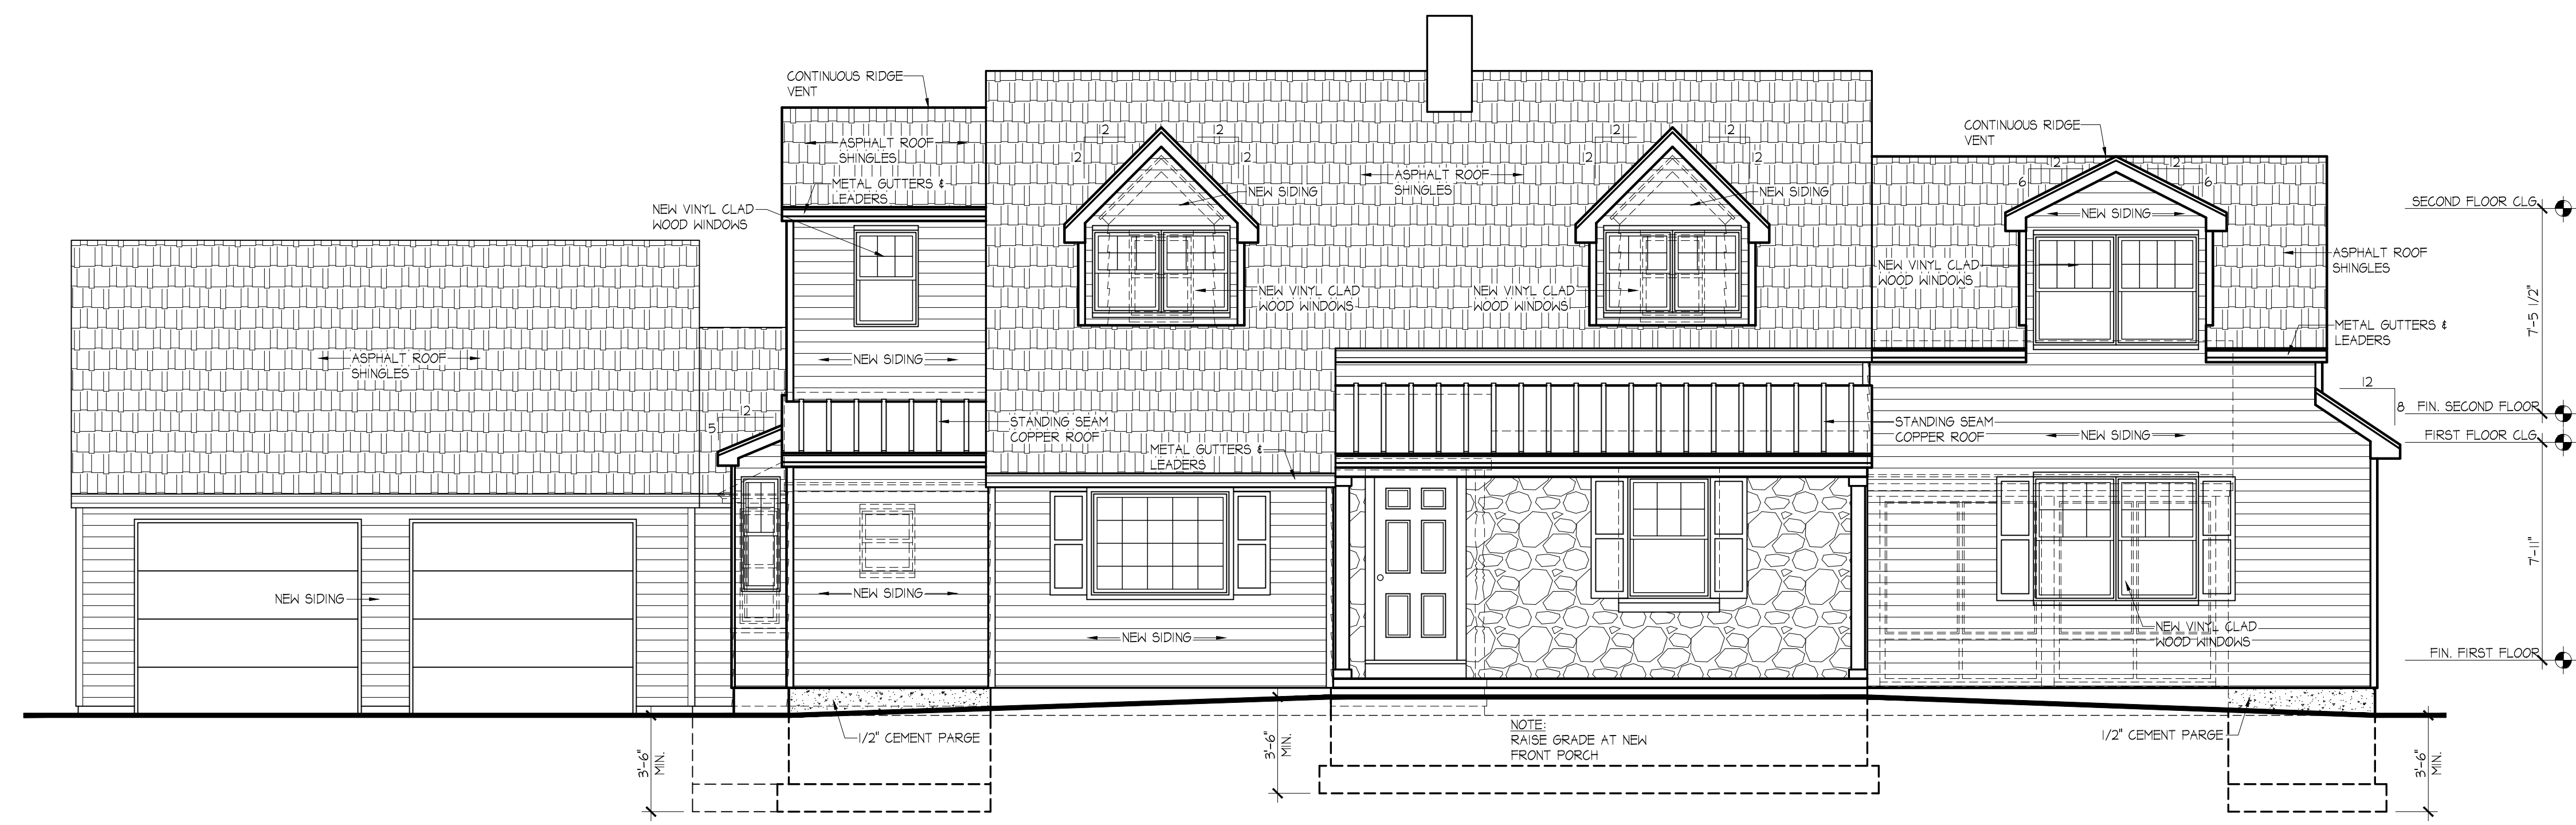 CONTINUOUS RIDGE
VENT
ASPHALT ROOF
SHINGLES
METAL GUTTERS &
LEADERS
NEW VINYL CLAD
WOOD WINDOWS
12
12
12
12
NEW SIDING
NEW VINYL CLAD
WOOD WINDOWS
ASPHALT ROOF
SHINGLES
12
12
12
12
NEW SIDING
NEW VINYL CLAD
WOOD WINDOWS
CONTINUOUS RIDGE
VENT
12
12
6
6
NEW SIDING
NEW VINYL CLAD
WOOD WINDOWS
ASPHALT ROOF
SHINGLES
METAL GUTTERS &
LEADERS
SECOND FLOOR CLG.
7'-5 1/2"
12
8
FIN. SECOND FLOOR
FIRST FLOOR CLG.
7'-11"
FIN. FIRST FLOOR
ASPHALT ROOF
SHINGLES
NEW SIDING
12
5
STANDING SEAM
COPPER ROOF
METAL GUTTERS &
LEADERS
STANDING SEAM
COPPER ROOF
NEW SIDING
NEW SIDING
NEW SIDING
NEW SIDING
NEW VINYL CLAD
WOOD WINDOWS
3'-6"
MIN.
1/2" CEMENT PARGE
3'-6"
MIN.
NOTE:
RAISE GRADE AT NEW
FRONT PORCH
1/2" CEMENT PARGE
3'-6"
MIN.